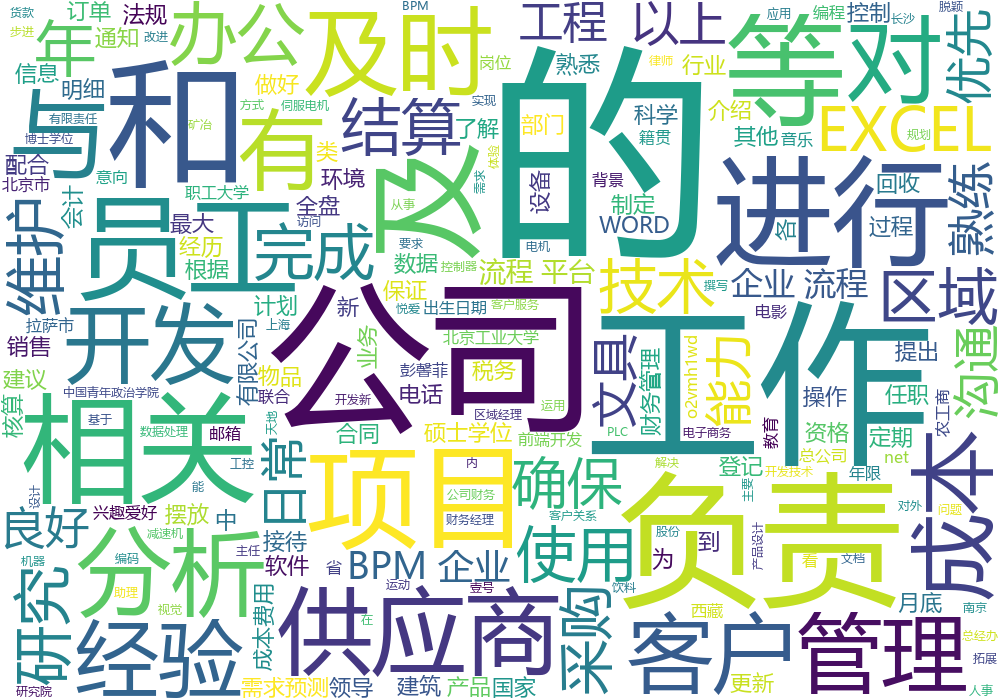 货款
订单
法规
BPM
办公
及时
工程
以上
应用
编程
控制
长沙
脱颖
步进
年
通知
改进
岗位
熟悉
律师
行业
等
对
优先
信息
明细
做好
方式
伺服电机
实现
与
和
有
结算
了解
部门
科学
介绍
EXCEL
有限责任
博士学位
矿冶
的
籍贯
其他
音乐
规划
配合
类
体验
北京市
意向
职工大学
环境
及
需求
设备
背景
进行
回收
熟练
会计
员工
全盘
从事
制定
维护
最大
访问
完成
WORD
各
过程
经历
根据
要求
电机
数据
控制器
流程
平台
技术
撰写
企业
流程
区域
计划
新
保证
悦爱
出生日期
客户服务
电影
拉萨市
开发
上海
公司
工作
销售
有限公司
业务
北京工业大学
文具
财务管理
o2vmh1wd
能力
提出
沟通
建议
物品
彭馨菲
税务
中国青年政治学院
联合
开发新
电话
区域经理
运用
操作
任职
核算
相关
基于
天地
合同
硕士学位
前端开发
PLC
电子商务
教育
资格
定期
农工商
数据处理
邮箱
日常
项目
总公司
net
工控
内
确保
解决
登记
开发技术
年限
成本
设计
能
公司财务
主要
兴趣爱好
摆放
中
财务经理
客户关系
负责
对外
问题
良好
接待
股份
减速机
使用
为
到
产品设计
机器
分析
编码
主任
软件
省
BPM
企业
看
文档
研究
助理
运动
壹号
饮料
视觉
成本费用
供应商
采购
西藏
月底
南京
经验
在
客户
管理
总经办
拓展
研究院
需求预测
领导
建筑
产品
国家
更新
人事